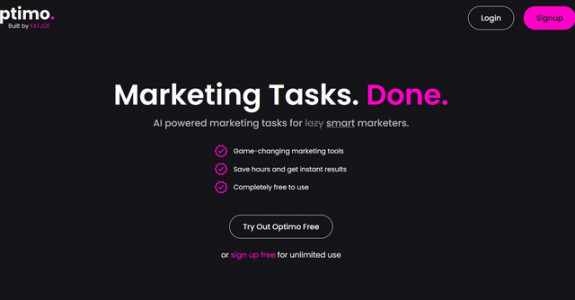 ptimo.
Built by FATJOE
Login
Signup
Marketing Tasks. Done.
AI powered marketing tasks for lazy smart marketers.
Game-changing marketing tools
Save hours and get instant results
Completely free to use
Try Out Optimo Free
or sign up free for unlimited use